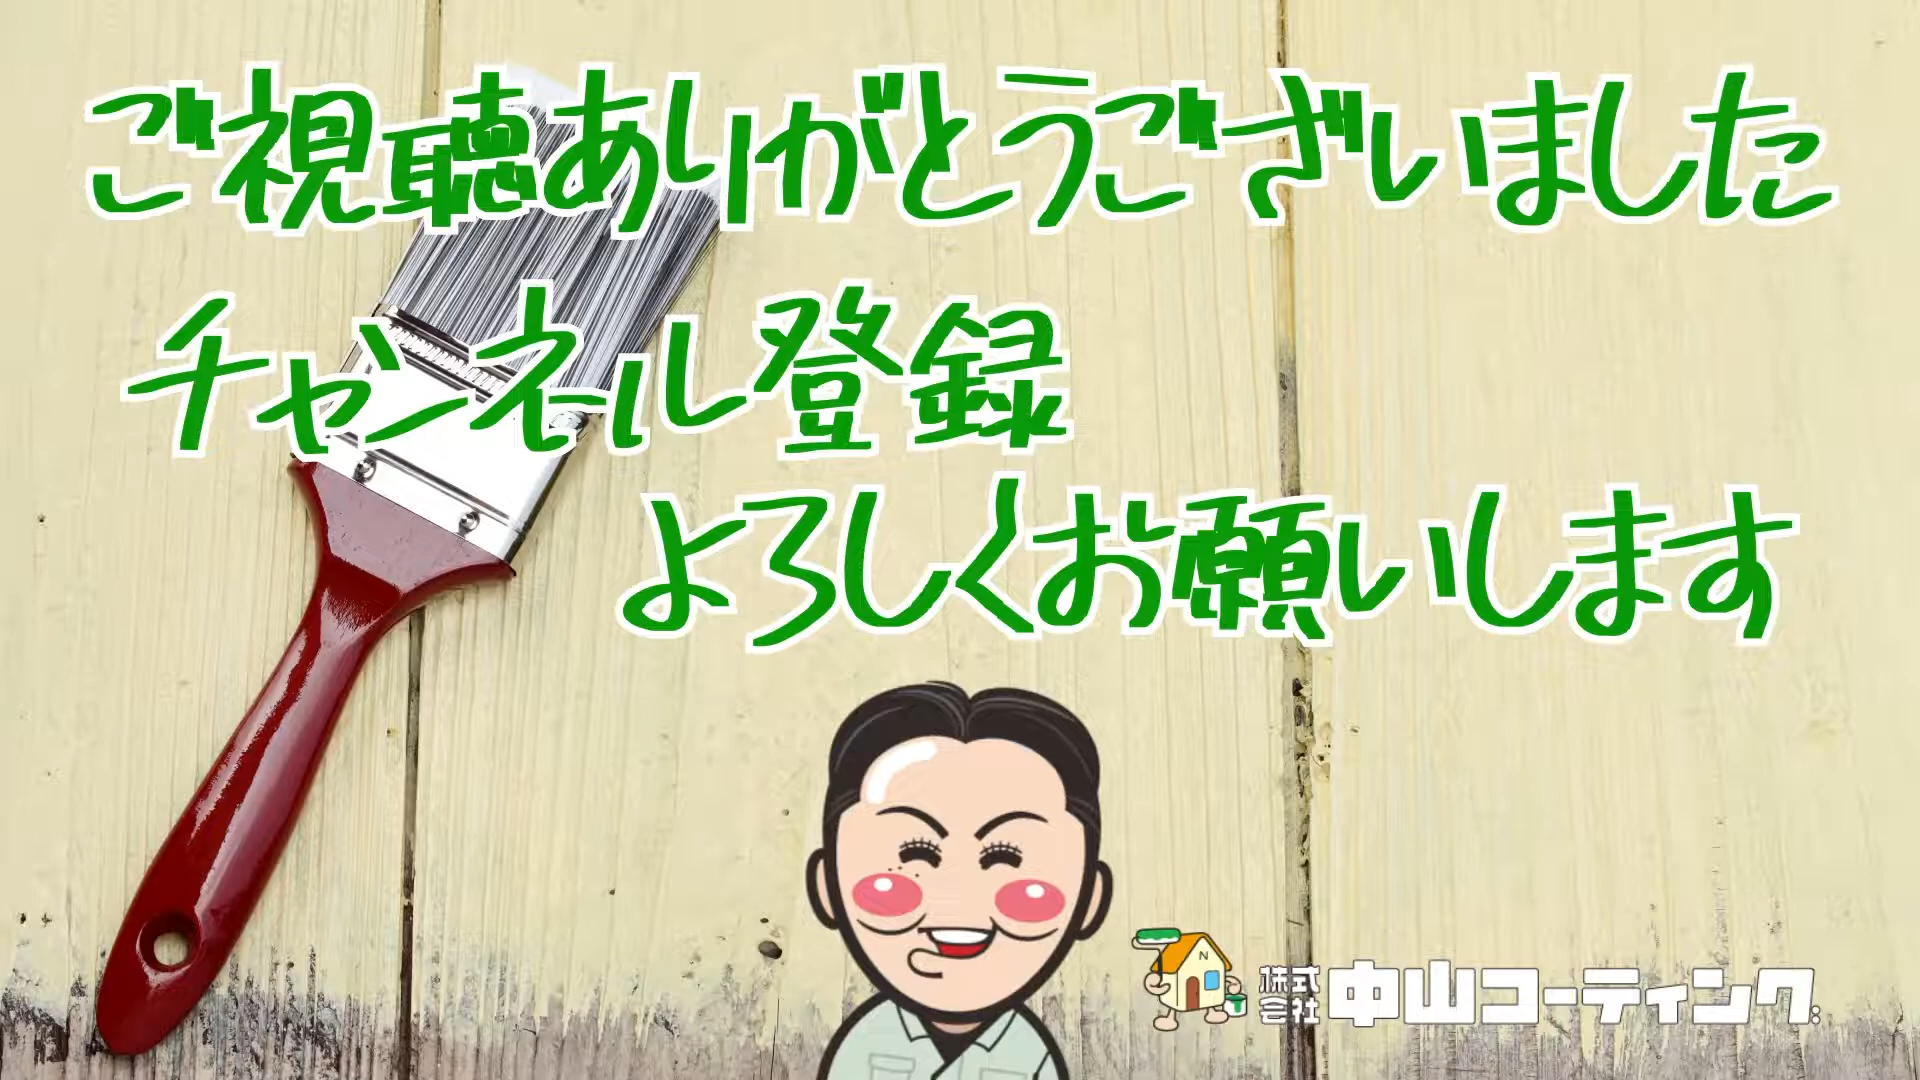 ご視聴ありがとうございました
チャンネル登録
よろしくお願いします
N
株式会社中山コーティング